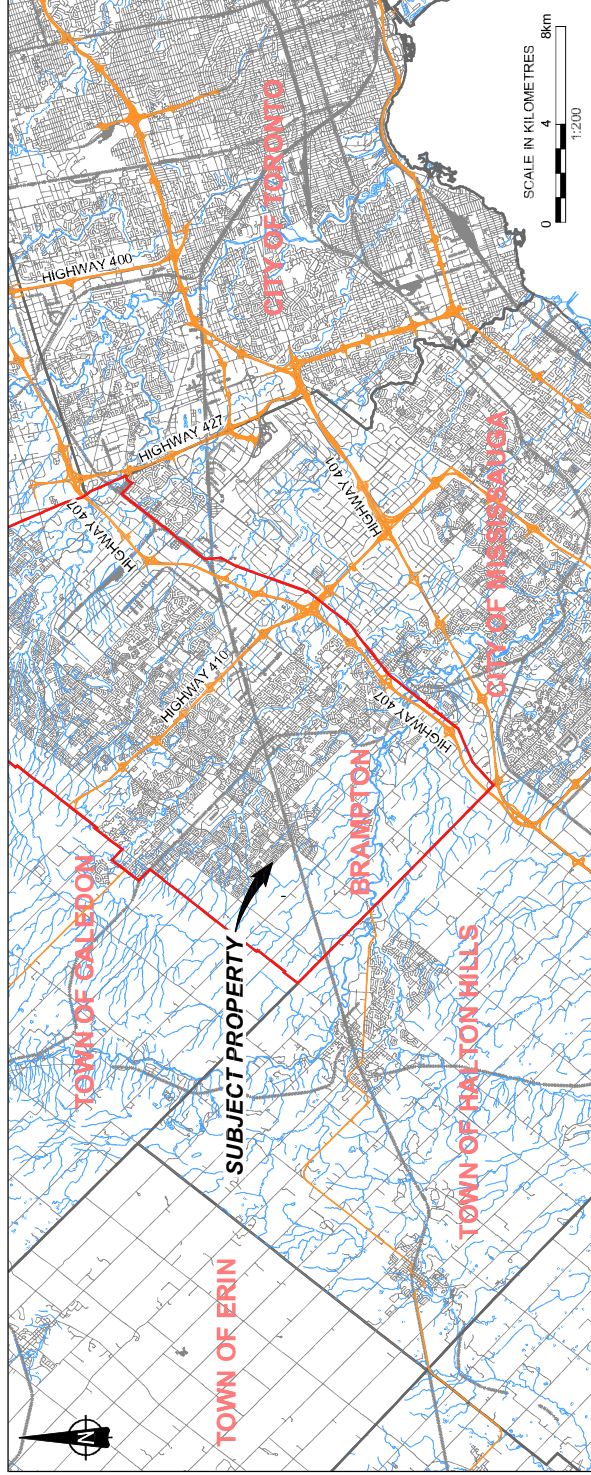 HIGHWAY 400
CITY OF TORONTO
SCALE IN KILOMETRES
0 4 8km
1:200
HIGHWAY 427
HIGHWAY 407
HIGHWAY 401
CITY OF MISSISSAUGA
HIGHWAY 410
HIGHWAY 407
BRAMPTON
TOWN OF CALEDON
SUBJECT PROPERTY
TOWN OF HALTON HILLS
TOWN OF ERIN
N